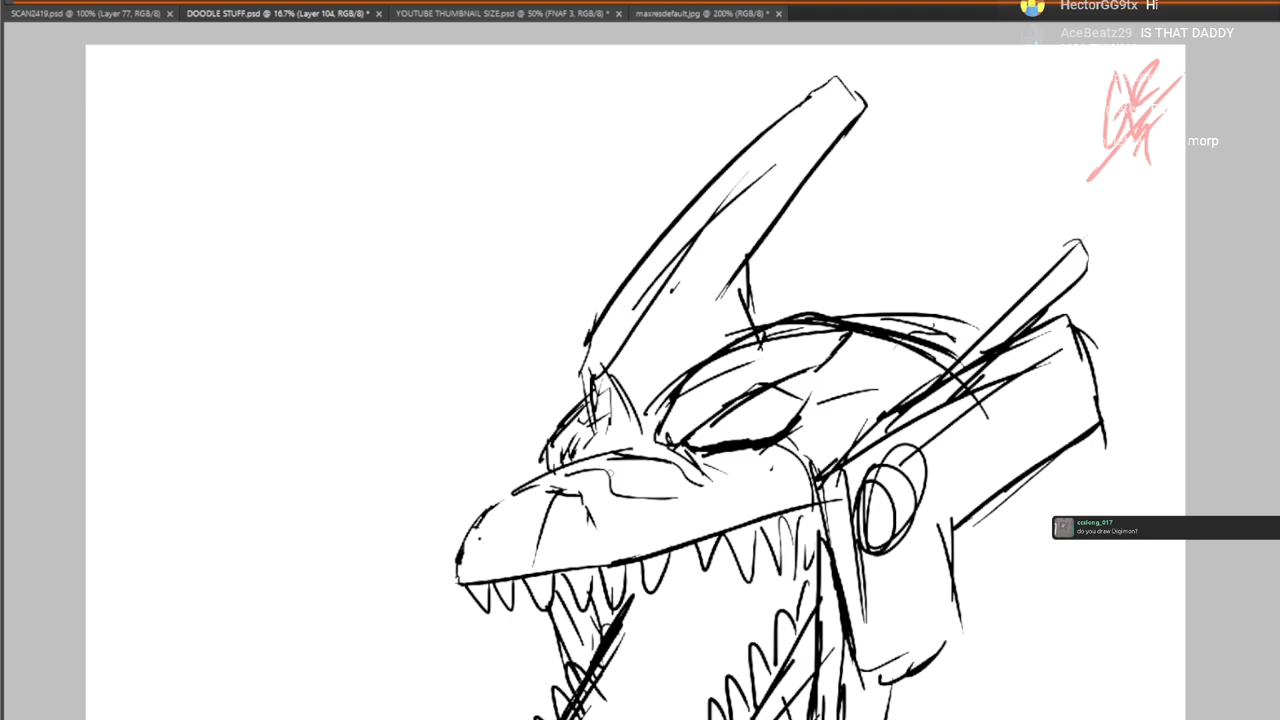 HectorGG9tx Hi
SCAN2419.psd @ 100% (Layer 77, RGB/8) ×
DOODLE STUFF.psd @ 16.7% (Layer 104, RGB/8) * ×
YOUTUBE THUMBNAIL SIZE.psd @ 50% (FNAF 3, RGB/8) * ×
maxresdefault.jpg @ 200% (RGB/8) * ×
AceBeatz29 IS THAT DADDY
morp
do you draw Digimon?